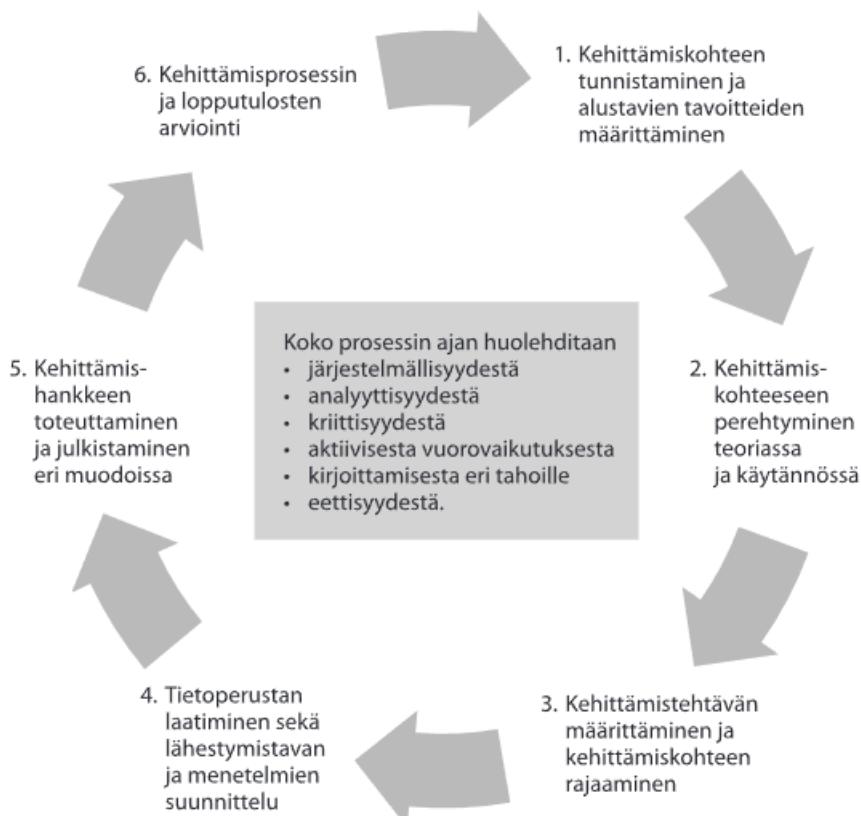 1. Kehittämiskohteen
tunnistaminen ja
alustavien tavoitteiden
määrittäminen
2. Kehittämis-
kohteeseen
perehtyminen
teoriassa
ja käytännössä
3. Kehittämistehtävän
määrittäminen ja
kehittämiskohteen
rajaaminen
4. Tietoperustan
laatiminen sekä
lähestymistavan
ja menetelmien
suunnittelu
5. Kehittämis-
hankkeen
toteuttaminen
ja julkistaminen
eri muodoissa
6. Kehittämisprosessin
ja lopputulosten
arviointi
Koko prosessin ajan huolehditaan
• järjestelmällisyydestä
• analyyttisyydestä
• kriittisyydestä
• aktiivisesta vuorovaikutuksesta
• kirjoittamisesta eri tahoille
• eettisyydestä.